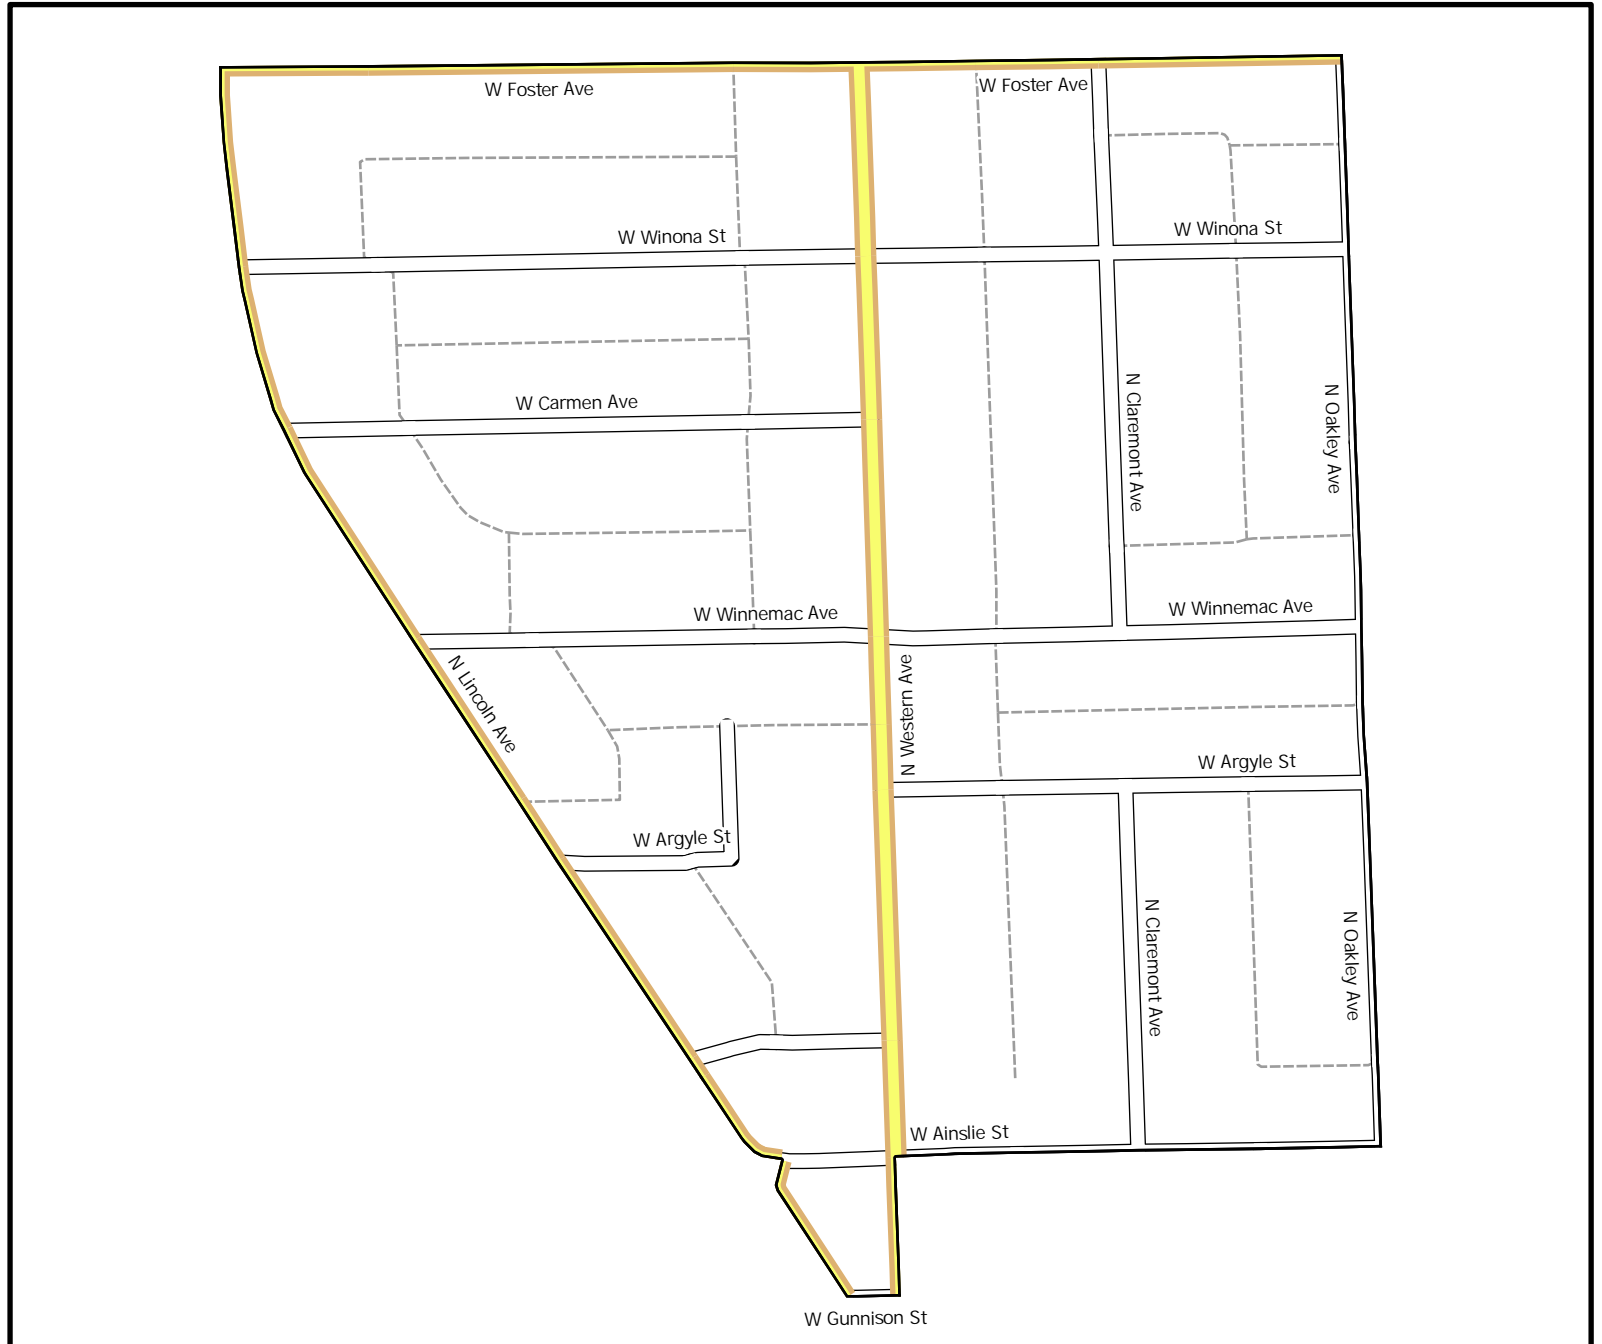 W Foster Ave
W Foster Ave
W Winona St
W Winona St
W Carmen Ave
N Claremont Ave
N Oakley Ave
W Winnemac Ave
W Winnemac Ave
N Lincoln Ave
N Western Ave
W Argyle St
W Argyle St
N Claremont Ave
N Oakley Ave
W Ainslie St
W Gunnison St